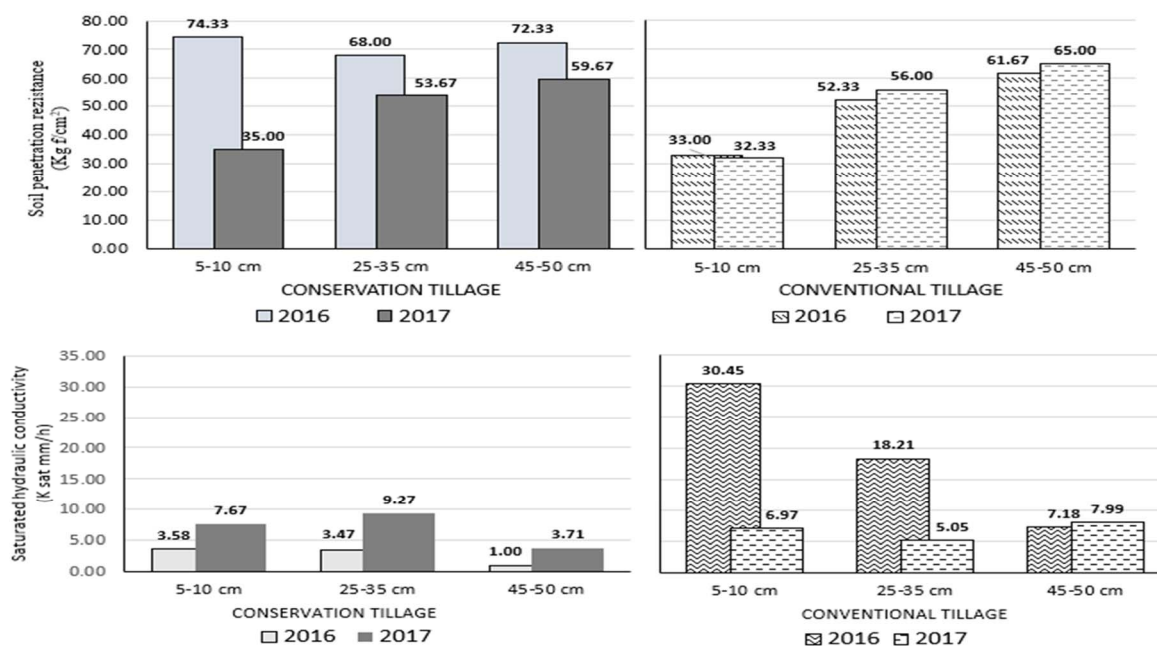 Soil penetration rezistance
(Kg f/cm²)
80.00
70.00
60.00
50.00
40.00
30.00
20.00
10.00
0.00
74.33
35.00
68.00
53.67
72.33
59.67
5-10 cm
25-35 cm
45-50 cm
CONSERVATION TILLAGE
2016
2017
33.00
32.33
52.33
56.00
61.67
65.00
5-10 cm
25-35 cm
45-50 cm
CONVENTIONAL TILLAGE
2016
2017
Saturated hydraulic conductivity
(K sat mm/h)
35.00
30.00
25.00
20.00
15.00
10.00
5.00
0.00
3.58
7.67
3.47
9.27
1.00
3.71
5-10 cm
25-35 cm
45-50 cm
CONSERVATION TILLAGE
2016
2017
30.45
6.97
18.21
5.05
7.18
7.99
5-10 cm
25-35 cm
45-50 cm
CONVENTIONAL TILLAGE
2016
2017